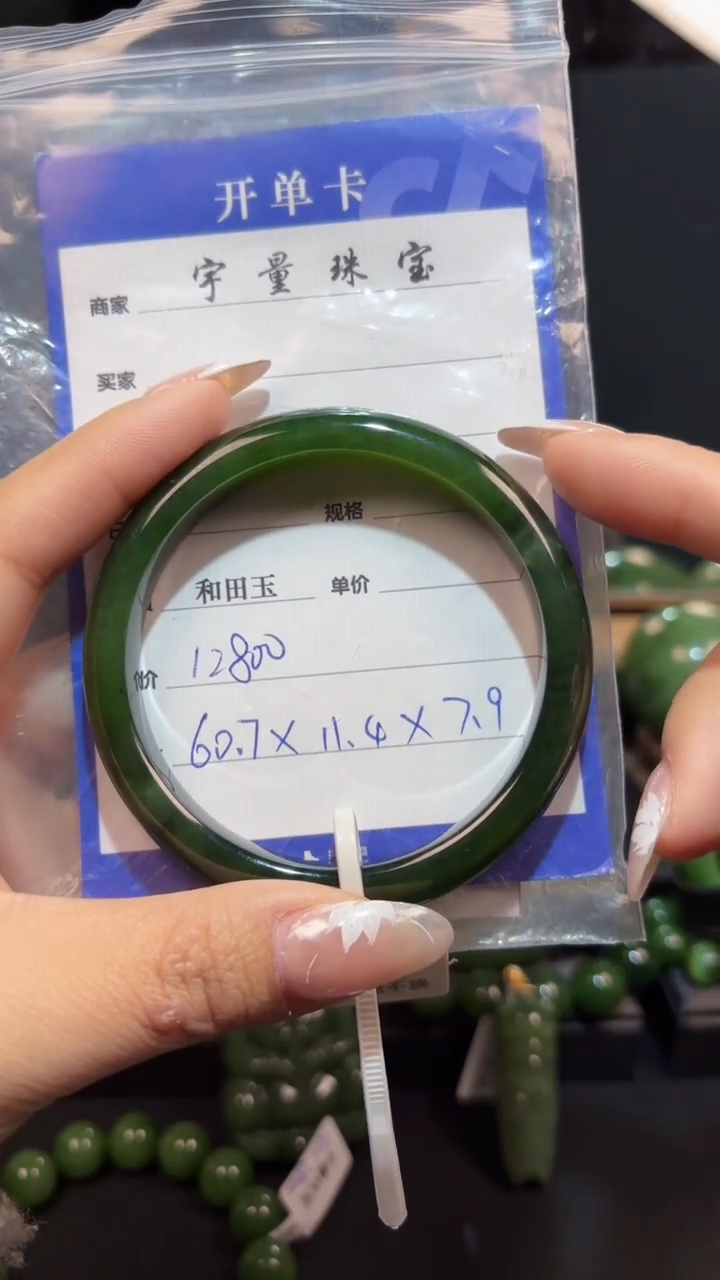 开单卡
商家 宇量珠宝
买家
规格
和田玉 单价
价 12800
60.7 X 11.4 X 7.9